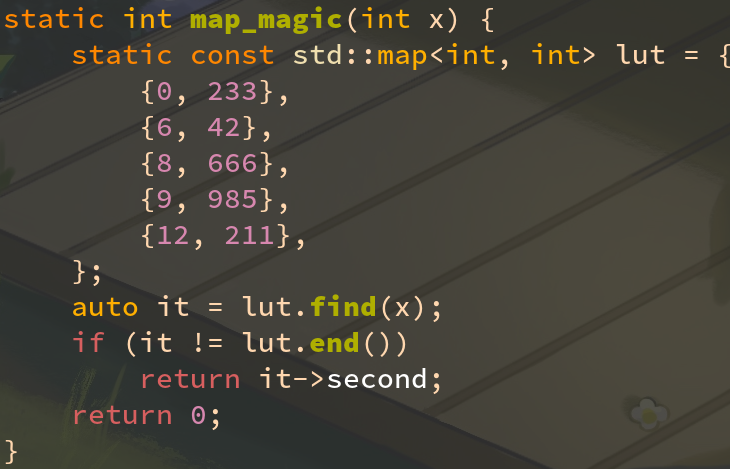 static int map_magic(int x) {
    static const std::map<int, int> lut = {
        {0, 233},
        {6, 42},
        {8, 666},
        {9, 985},
        {12, 211},
    };
    auto it = lut.find(x);
    if (it != lut.end())
        return it->second;
    return 0;
}